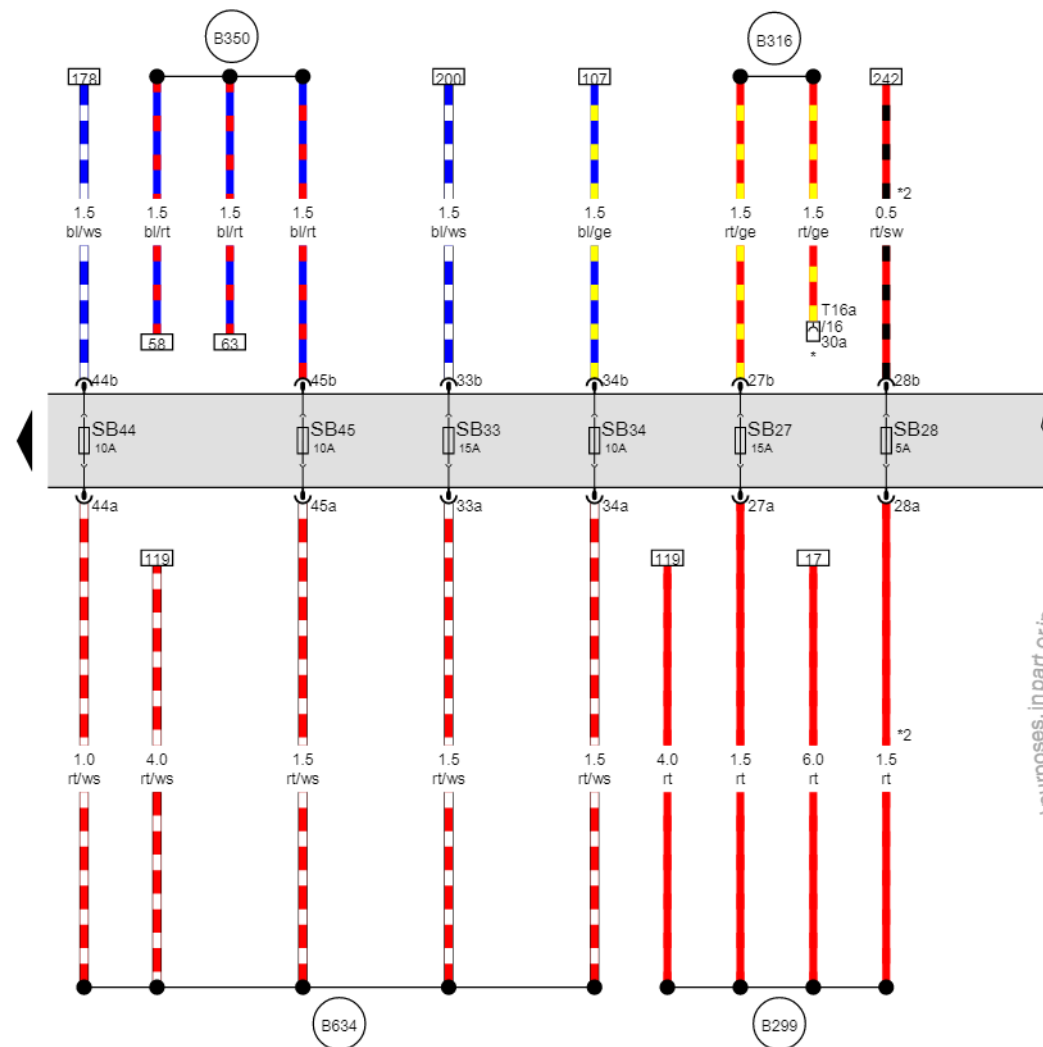 B350
B316
178
200
107
242
*2
1.5
bl/ws
1.5
bl/rt
1.5
bl/rt
1.5
bl/rt
1.5
bl/ws
1.5
bl/ge
1.5
rt/ge
1.5
rt/ge
0.5
rt/sw
58
63
T16a
/16
30a
*
44b
45b
33b
34b
27b
28b
SB44
10A
SB45
10A
SB33
15A
SB34
10A
SB27
15A
SB28
5A
44a
45a
33a
34a
27a
28a
119
119
17
*2
1.0
rt/ws
4.0
rt/ws
1.5
rt/ws
1.5
rt/ws
1.5
rt/ws
4.0
rt
1.5
rt
6.0
rt
1.5
rt
purposes, in part or in
B634
B299